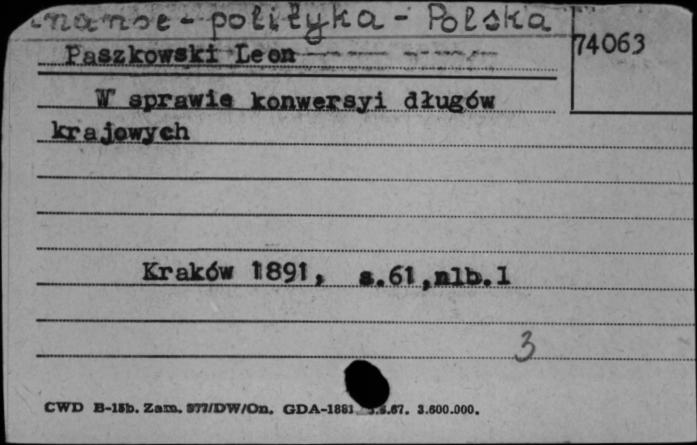 Finanse - polityka - Polska
74063
Paszkowski Leon
W sprawie konwersyi długów
krajowych
Kraków 1891, s.61,nlb.1
3
CWD B-15b. Zam. 977/DW/On. GDA-1881 .67. 3.600.000.